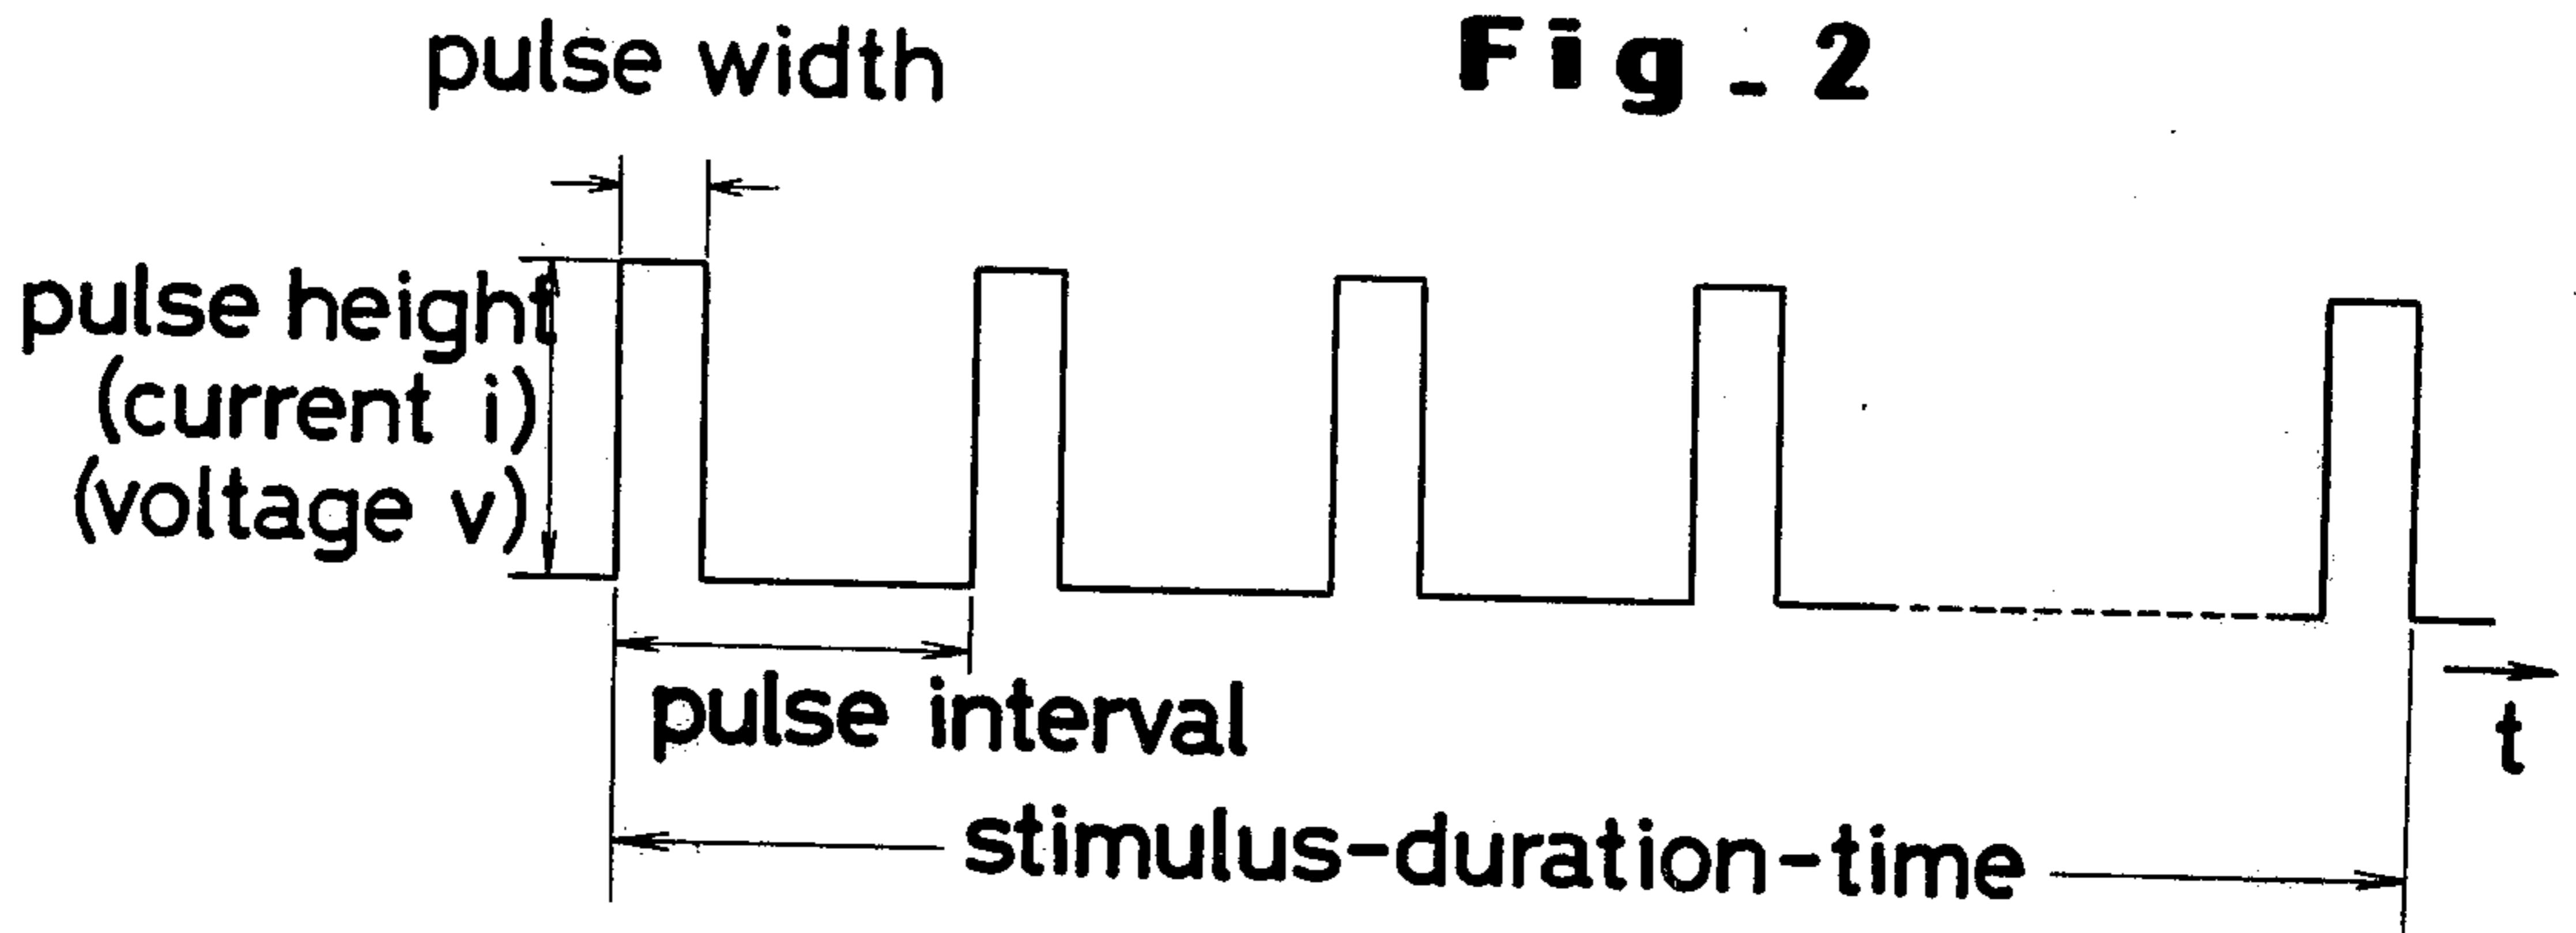 Fig_2
pulse width
pulse height
(current i)
(voltage v)
pulse interval
t
stimulus-duration-time